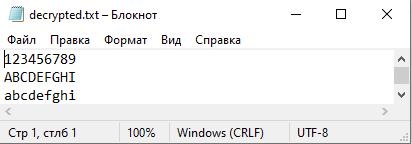 decrypted.txt – Блокнот
Файл Правка Формат Вид Справка
123456789
ABCDEFGHI
abcdefghi
Стр 1, стлб 1 100% Windows (CRLF) UTF-8